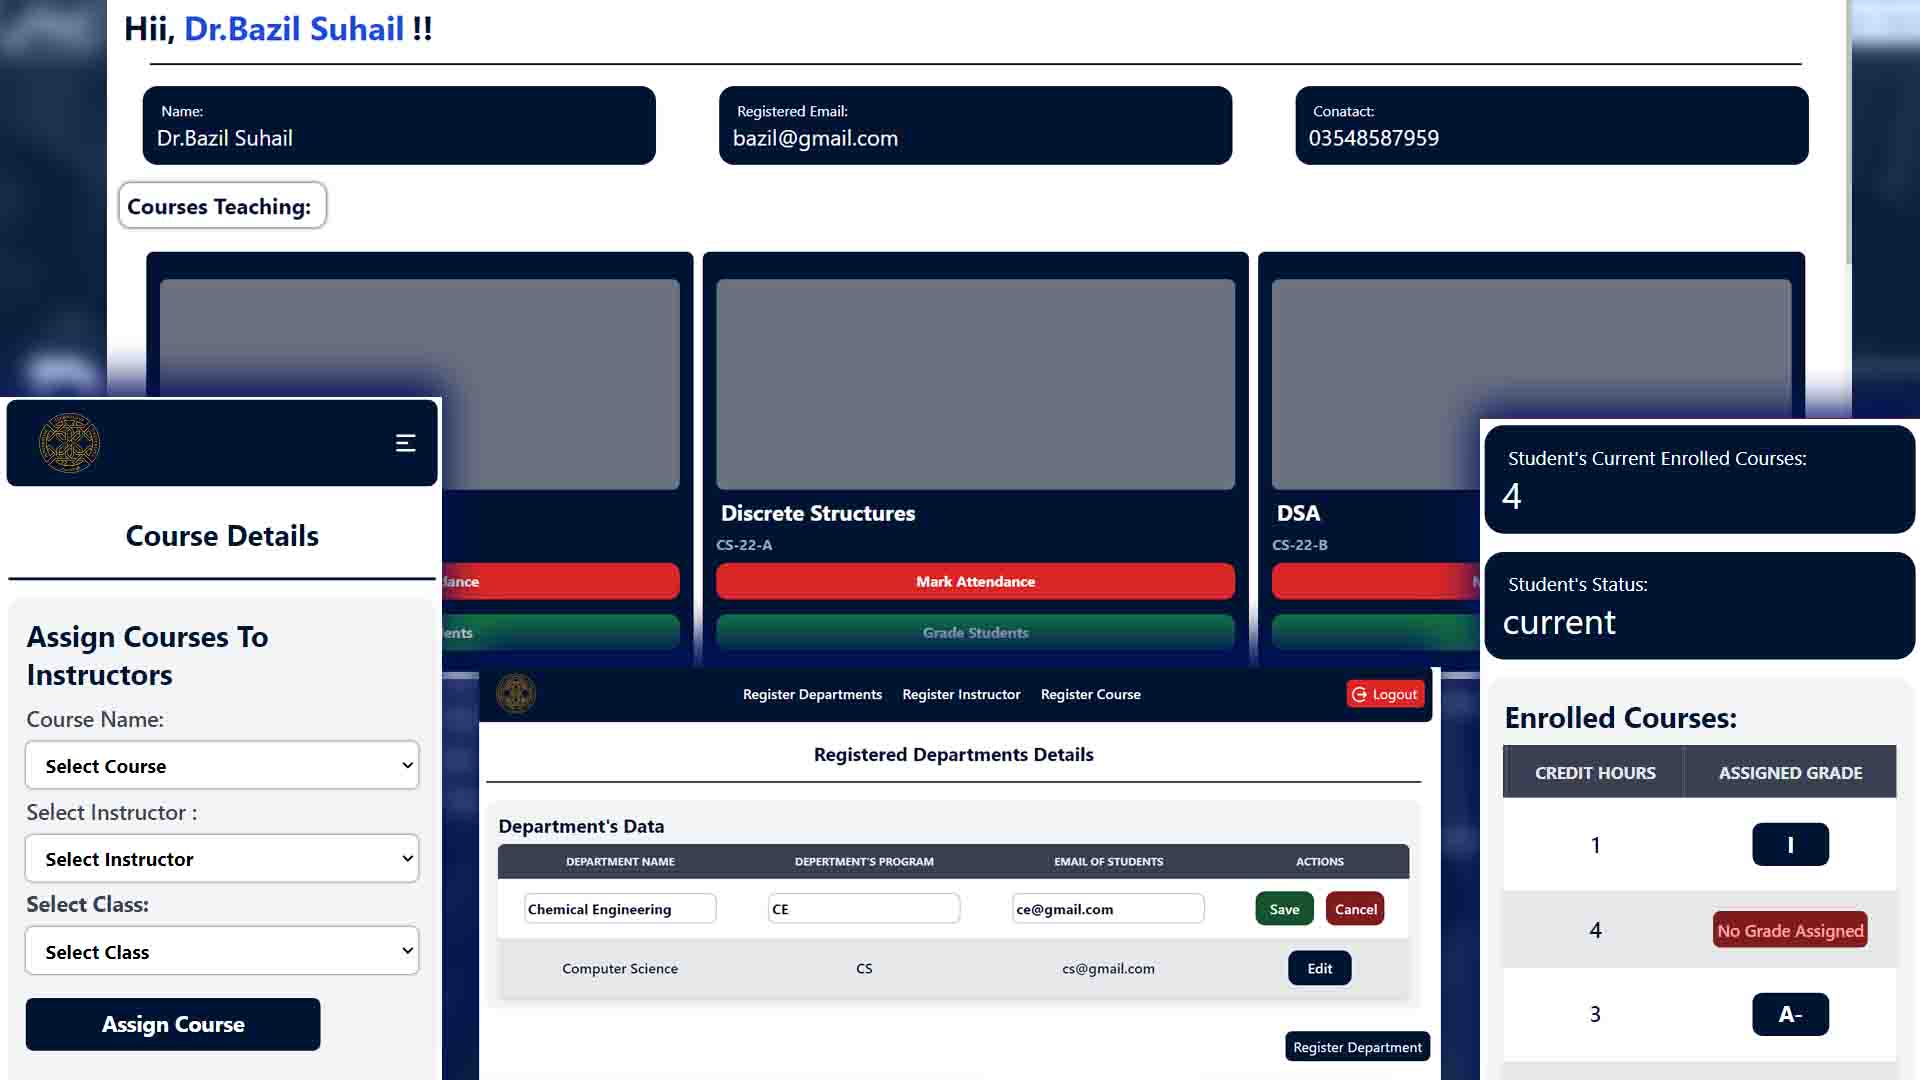 Hii, Dr.Bazil Suhail !!
Name:
Dr.Bazil Suhail
Registered Email:
bazil@gmail.com
Conatact:
03548587959
Courses Teaching:
Discrete Structures
CS-22-A
Mark Attendance
Grade Students
DSA
CS-22-B
Course Details
Assign Courses To
Instructors
Course Name:
Select Course
Select Instructor :
Select Instructor
Select Class:
Select Class
Assign Course
Register Departments Register Instructor Register Course
Logout
Registered Departments Details
Department's Data
DEPARTMENT NAME DEPERTMENT'S PROGRAM EMAIL OF STUDENTS ACTIONS
Chemical Engineering CE ce@gmail.com Save Cancel
Computer Science CS cs@gmail.com Edit
Register Department
Student's Current Enrolled Courses:
4
Student's Status:
current
Enrolled Courses:
CREDIT HOURS ASSIGNED GRADE
1 I
4 No Grade Assigned
3 A-